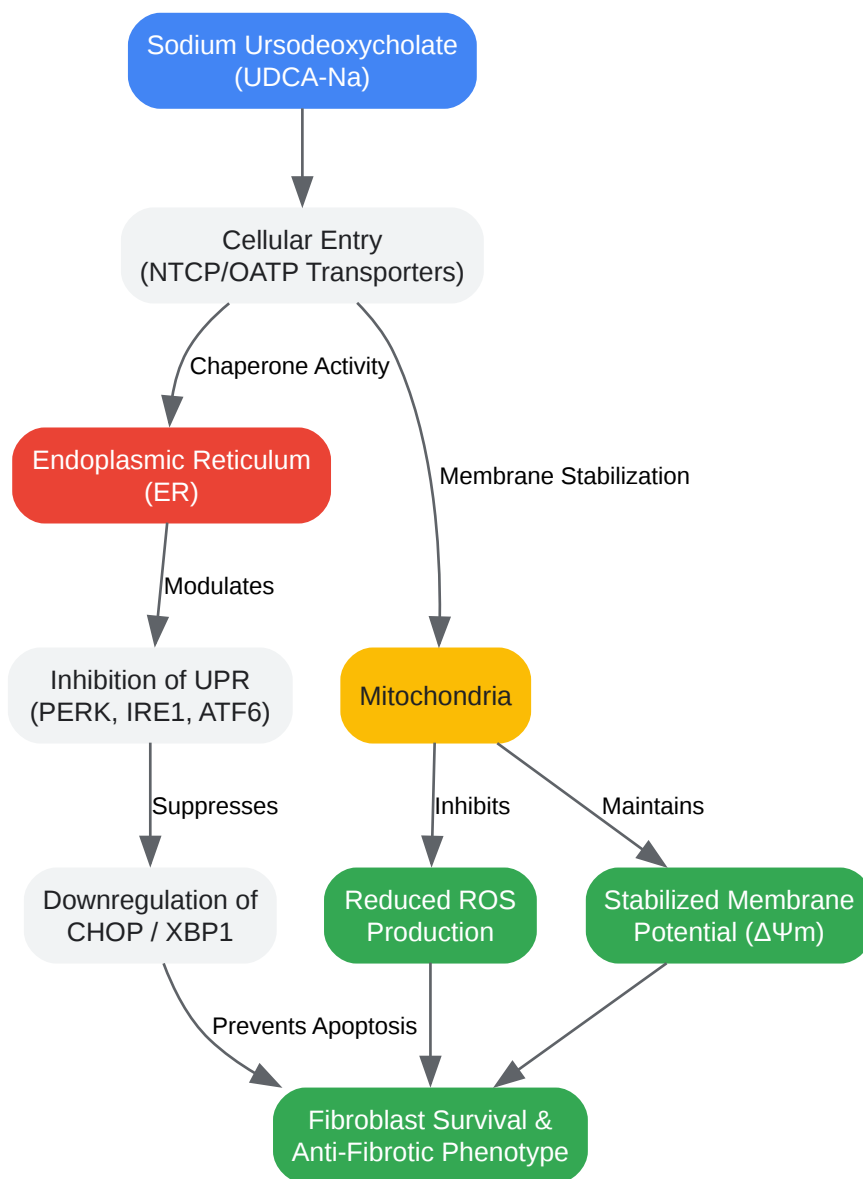 Sodium Ursodeoxycholate
(UDCA-Na)
Cellular Entry
(NTCP/OATP Transporters)
Chaperone Activity
Endoplasmic Reticulum
(ER)
Membrane Stabilization
Modulates
Inhibition of UPR
(PERK, IRE1, ATF6)
Mitochondria
Suppresses
Inhibits
Maintains
Downregulation of
CHOP / XBP1
Reduced ROS
Production
Stabilized Membrane
Potential (ΔΨm)
Prevents Apoptosis
Fibroblast Survival &
Anti-Fibrotic Phenotype